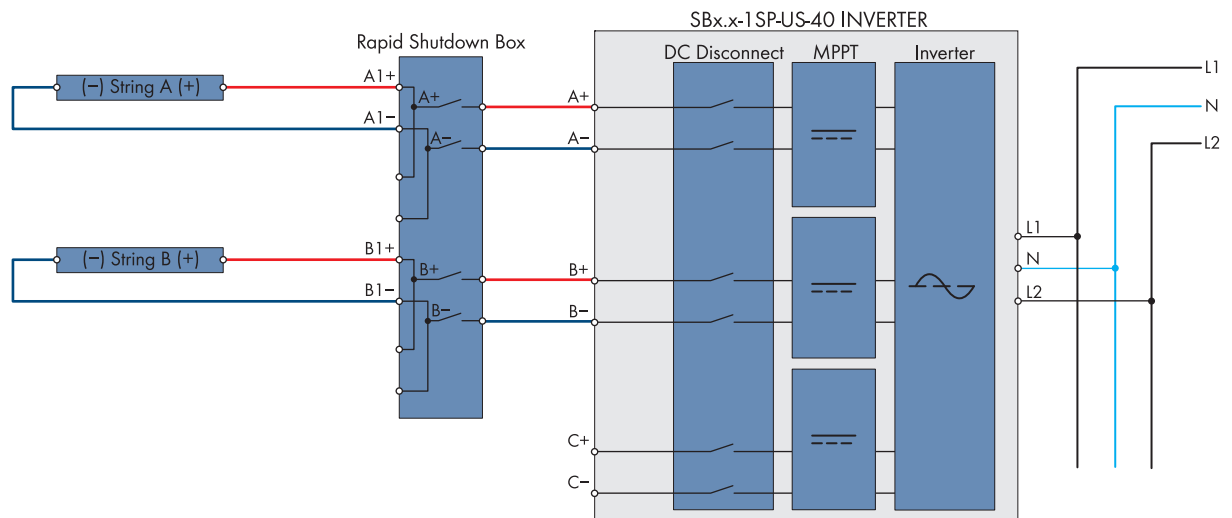 SBx.x-1SP-US-40 INVERTER
Rapid Shutdown Box
DC Disconnect
MPPT
Inverter
(−) String A (+)
A1+
A1−
A+
A−
A+
A−
(−) String B (+)
B1+
B1−
B+
B−
B+
B−
C+
C−
L1
N
L2
L1
N
L2